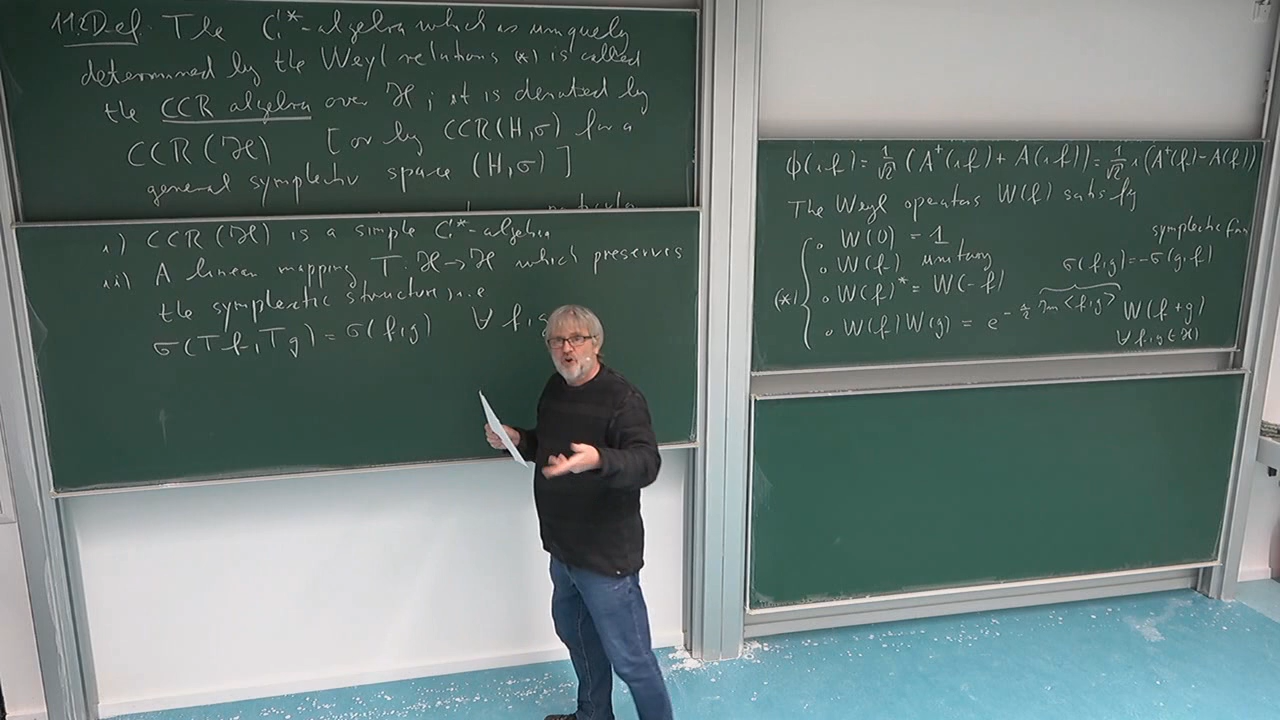 11.2 Def. The C*-algebra which is uniquely
determined by the Weyl relations (*) is called
the CCR algebra over ℋ; it is denoted by
CCR(ℋ) [or by CCR(H,σ) for a
general symplectic space (H,σ)]
particular
i) CCR(ℋ) is a simple C*-algebra
ii) A linear mapping T: ℋ→ℋ which preserves
the symplectic structure, i.e
σ(Tf,Tg) = σ(f,g) ∀ f,g
ϕ(if) = 1/√2 (A⁺(if) + A(if)) = 1/√2 i (A⁺(f) - A(f))
The Weyl operators W(f) satisfy
symplectic form
∘ W(0) = 1
∘ W(f) unitary
σ(f,g) = -σ(g,f)
(*) ∘ W(f)* = W(-f)
∘ W(f)W(g) = e^{-i/2 Im<f,g>} W(f+g)
∀ f,g ∈ ℋ